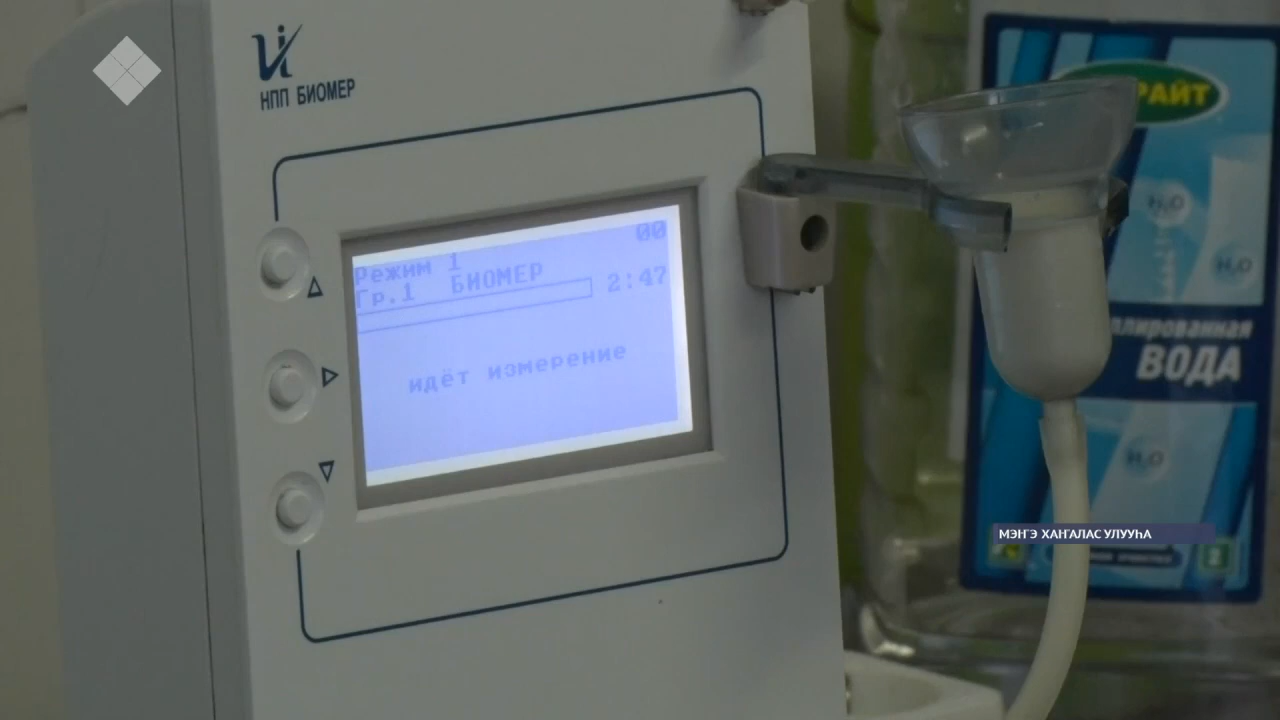 НПП БИОМЕР
00
Режим 1
Гр.1 БИОМЕР 2:47
идёт измерение
РАЙТ
H₂O
H₂O
ВОДА
H₂O
МЭҤЭ ХАҤАЛАС УЛУУҺА
2